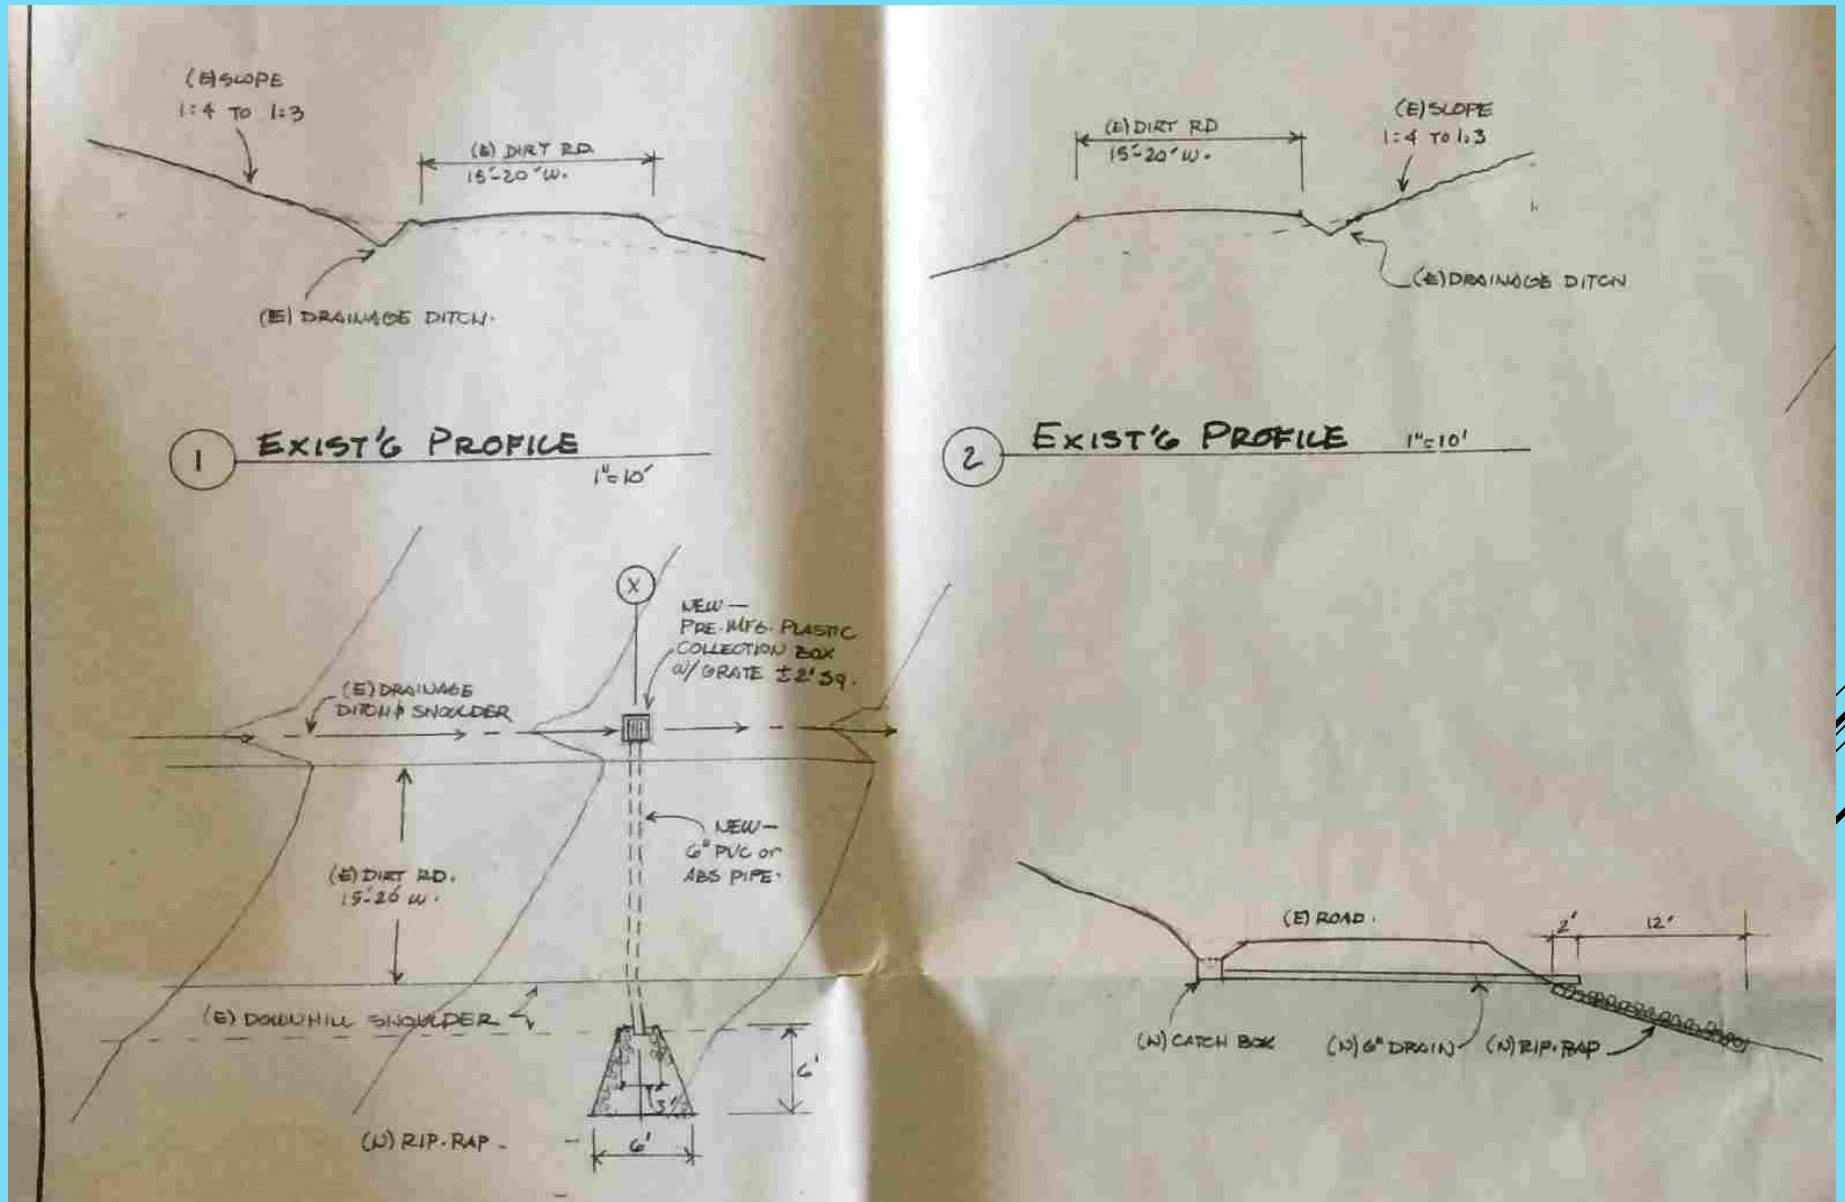 (E) SLOPE
1:4 TO 1:3
(E) DIRT RD.
15'-20' W.
(E) DRAINAGE DITCH.
1 EXIST'G PROFILE
1"=10'
(E) DIRT RD
15'-20' W.
(E) SLOPE
1:4 TO 1:3
(E) DRAINAGE DITCH
2 EXIST'G PROFILE 1"=10'
X
NEW —
PRE-MFG. PLASTIC
COLLECTION BOX
W/ GRATE ±2' SQ.
(E) DRAINAGE
DITCH & SHOULDER
NEW —
6" PVC or
ABS PIPE.
(E) DIRT RD.
15'-20' W.
(E) DOWNHILL SHOULDER
6'
3'
6'
(N) RIP-RAP
(E) ROAD.
2'
12'
(N) CATCH BOX
(N) 6" DRAIN
(N) RIP-RAP